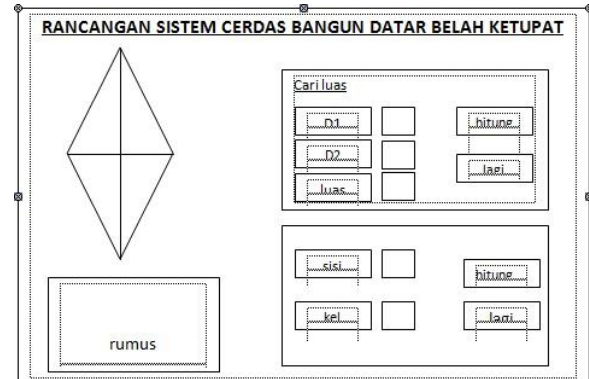 RANCANGAN SISTEM CERDAS BANGUN DATAR BELAH KETUPAT
Cari luas
D1
hitung
D2
lagi
luas
sisi
hitung
kel
lagi
rumus